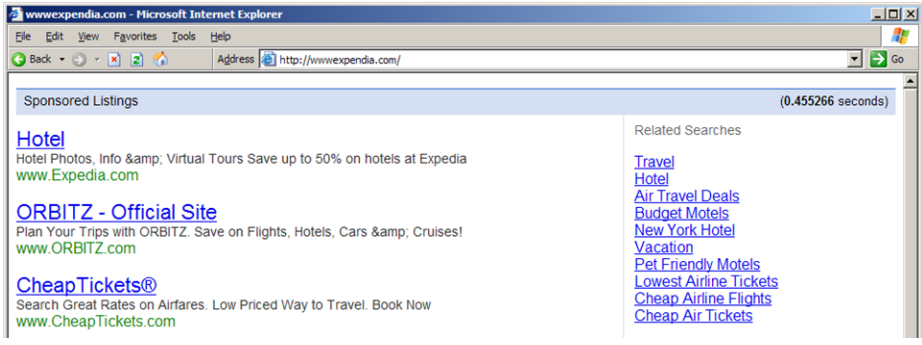 wwwexpendia.com - Microsoft Internet Explorer
File Edit View Favorites Tools Help
Back Address http://wwwexpendia.com/ Go
Sponsored Listings (0.455266 seconds)
Hotel
Hotel Photos, Info &amp; Virtual Tours Save up to 50% on hotels at Expedia
www.Expedia.com
ORBITZ - Official Site
Plan Your Trips with ORBITZ. Save on Flights, Hotels, Cars &amp; Cruises!
www.ORBITZ.com
CheapTickets®
Search Great Rates on Airfares. Low Priced Way to Travel. Book Now
www.CheapTickets.com
Related Searches
Travel
Hotel
Air Travel Deals
Budget Motels
New York Hotel
Vacation
Pet Friendly Motels
Lowest Airline Tickets
Cheap Airline Flights
Cheap Air Tickets